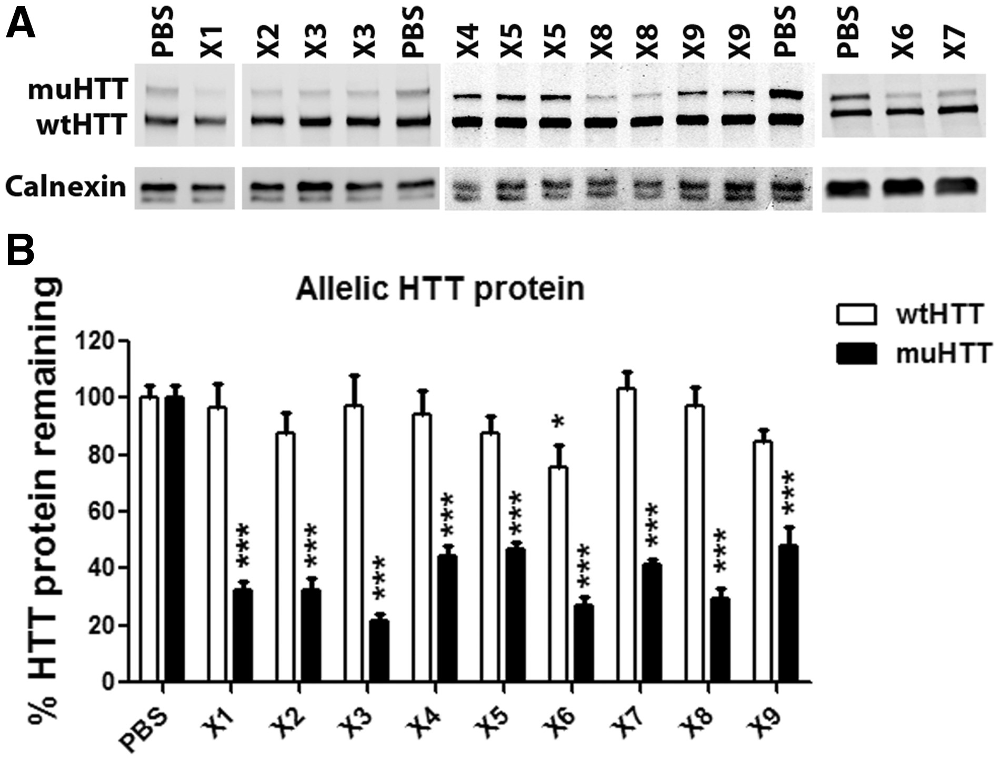 A
PBS X1 X2 X3 X3 PBS X4 X5 X5 X8 X8 X9 X9 PBS PBS X6 X7
muHTT
wtHTT
Calnexin
B
Allelic HTT protein
% HTT protein remaining
120
100
80
60
40
20
0
*
*** *** *** *** *** *** *** *** ***
PBS X1 X2 X3 X4 X5 X6 X7 X8 X9
wtHTT
muHTT